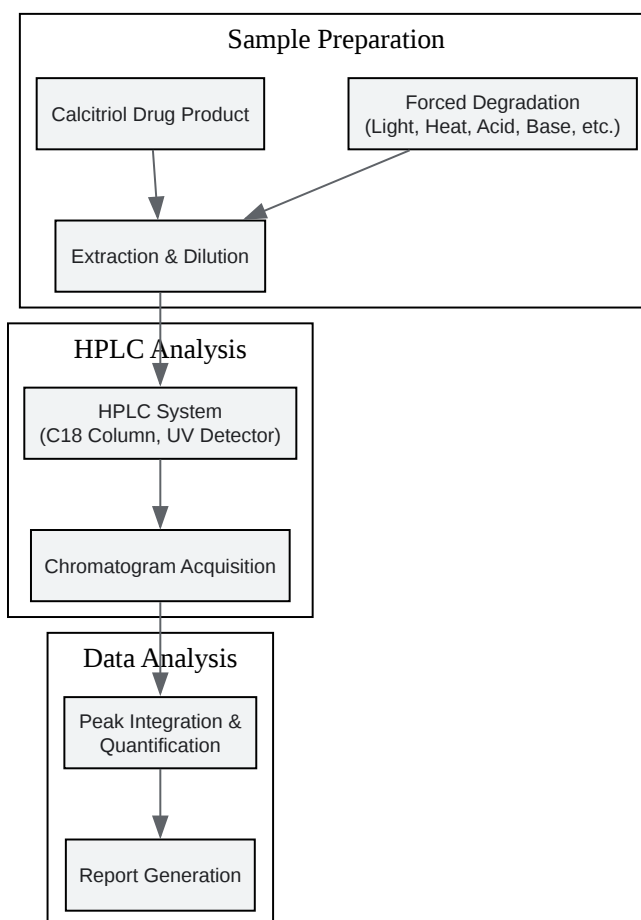 Sample Preparation
Calcitriol Drug Product
Forced Degradation
(Light, Heat, Acid, Base, etc.)
Extraction & Dilution
HPLC Analysis
HPLC System
(C18 Column, UV Detector)
Chromatogram Acquisition
Data Analysis
Peak Integration &
Quantification
Report Generation